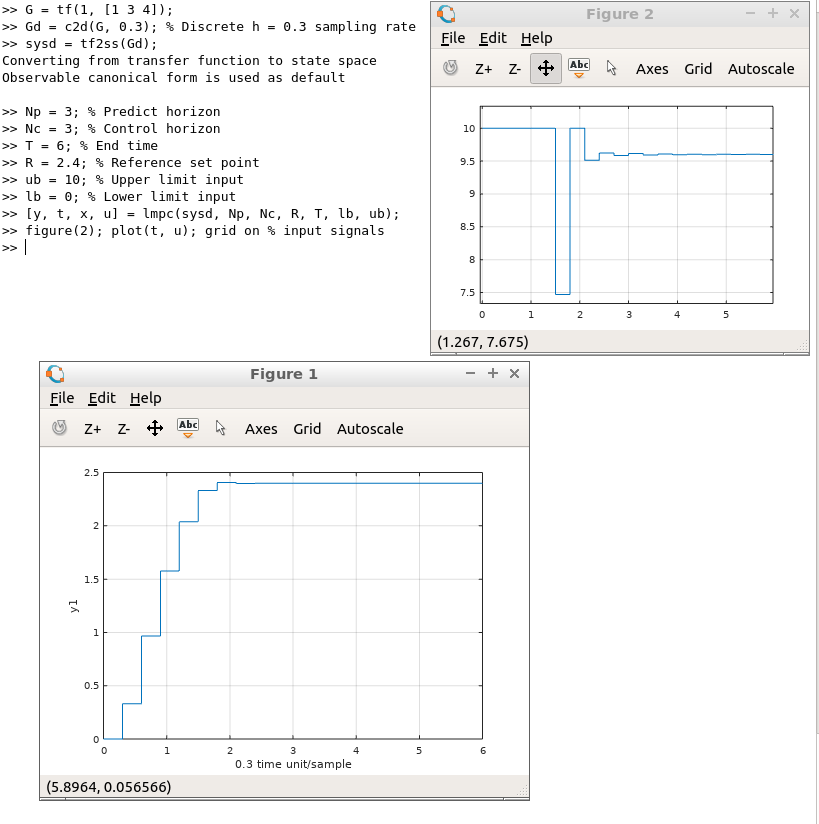 >> G = tf(1, [1 3 4]);
>> Gd = c2d(G, 0.3); % Discrete h = 0.3 sampling rate
>> sysd = tf2ss(Gd);
Converting from transfer function to state space
Observable canonical form is used as default
>> Np = 3; % Predict horizon
>> Nc = 3; % Control horizon
>> T = 6; % End time
>> R = 2.4; % Reference set point
>> ub = 10; % Upper limit input
>> lb = 0; % Lower limit input
>> [y, t, x, u] = lmpc(sysd, Np, Nc, R, T, lb, ub);
>> figure(2); plot(t, u); grid on % input signals
>>
Figure 2
File Edit Help
Z+ Z- Abc Axes Grid Autoscale
10
9.5
9
8.5
8
7.5
0 1 2 3 4 5
(1.267, 7.675)
Figure 1
File Edit Help
Z+ Z- Abc Axes Grid Autoscale
2.5
2
1.5
y1
1
0.5
0
0 1 2 3 4 5 6
0.3 time unit/sample
(5.8964, 0.056566)